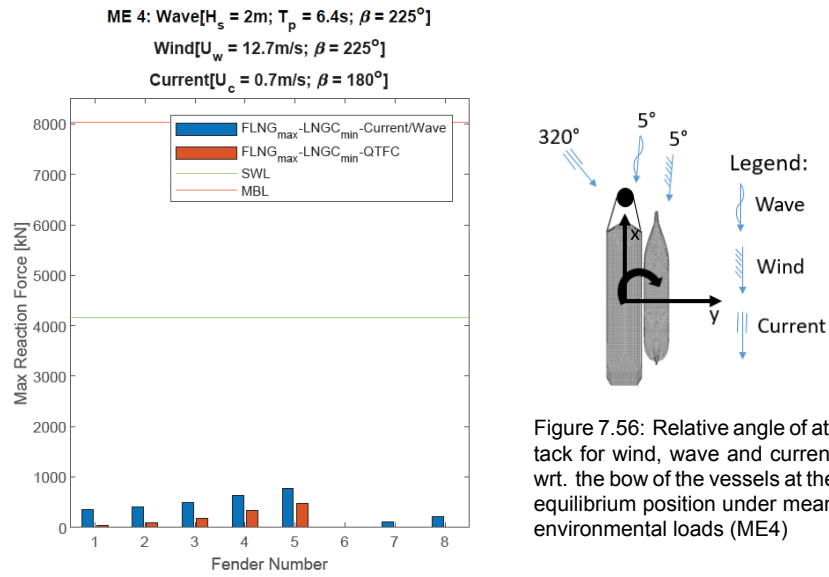 ME 4: Wave[H_s = 2m; T_p = 6.4s; β = 225°]
Wind[U_w = 12.7m/s; β = 225°]
Current[U_c = 0.7m/s; β = 180°]
Max Reaction Force [kN]
8000
7000
6000
5000
4000
3000
2000
1000
0
FLNG_max-LNGC_min-Current/Wave
FLNG_max-LNGC_min-QTFC
SWL
MBL
1 2 3 4 5 6 7 8
Fender Number
320°
5°
5°
x
y
Legend:
Wave
Wind
Current
Figure 7.56: Relative angle of at
tack for wind, wave and curren
wrt. the bow of the vessels at the
equilibrium position under mean
environmental loads (ME4)